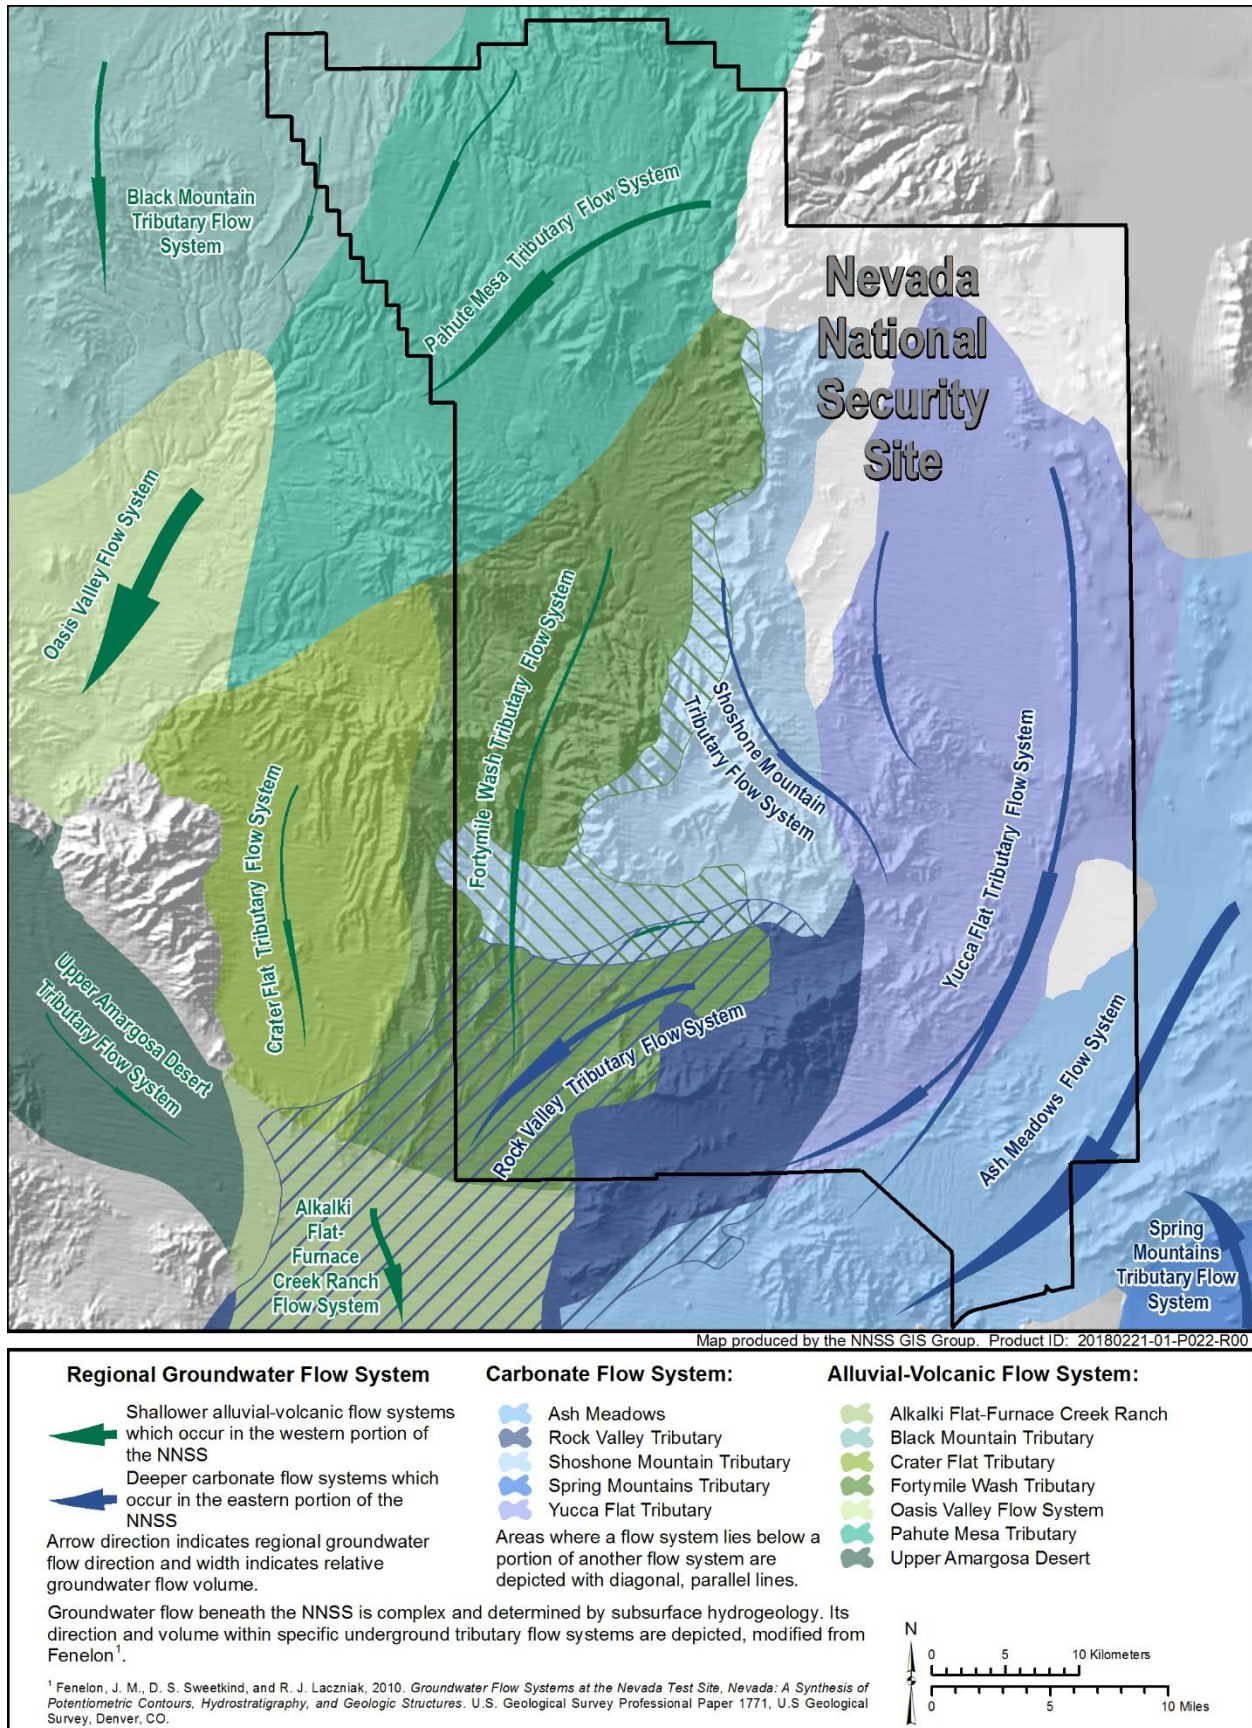 Black Mountain
Tributary Flow
System
Pahute Mesa Tributary Flow System
Nevada
National
Security
Site
Oasis Valley Flow System
Fortymile Wash Tributary Flow System
Shoshone Mountain
Tributary Flow System
Crater Flat Tributary Flow System
Yucca Flat Tributary Flow System
Upper Amargosa Desert
Tributary Flow System
Rock Valley Tributary Flow System
Ash Meadows Flow System
Alkalki
Flat-
Furnace
Creek Ranch
Flow System
Spring
Mountains
Tributary Flow
System
Map produced by the NNSS GIS Group. Product ID: 20180221-01-P022-R00
Regional Groundwater Flow System
Shallower alluvial-volcanic flow systems
which occur in the western portion of
the NNSS
Deeper carbonate flow systems which
occur in the eastern portion of the
NNSS
Arrow direction indicates regional groundwater
flow direction and width indicates relative
groundwater flow volume.
Carbonate Flow System:
Ash Meadows
Rock Valley Tributary
Shoshone Mountain Tributary
Spring Mountains Tributary
Yucca Flat Tributary
Areas where a flow system lies below a
portion of another flow system are
depicted with diagonal, parallel lines.
Alluvial-Volcanic Flow System:
Alkalki Flat-Furnace Creek Ranch
Black Mountain Tributary
Crater Flat Tributary
Fortymile Wash Tributary
Oasis Valley Flow System
Pahute Mesa Tributary
Upper Amargosa Desert
Groundwater flow beneath the NNSS is complex and determined by subsurface hydrogeology. Its
direction and volume within specific underground tributary flow systems are depicted, modified from
Fenelon¹.
¹ Fenelon, J. M., D. S. Sweetkind, and R. J. Laczniak, 2010. Groundwater Flow Systems at the Nevada Test Site, Nevada: A Synthesis of
Potentiometric Contours, Hydrostratigraphy, and Geologic Structures. U.S. Geological Survey Professional Paper 1771, U.S Geological
Survey, Denver, CO.
N
0 5 10 Kilometers
0 5 10 Miles